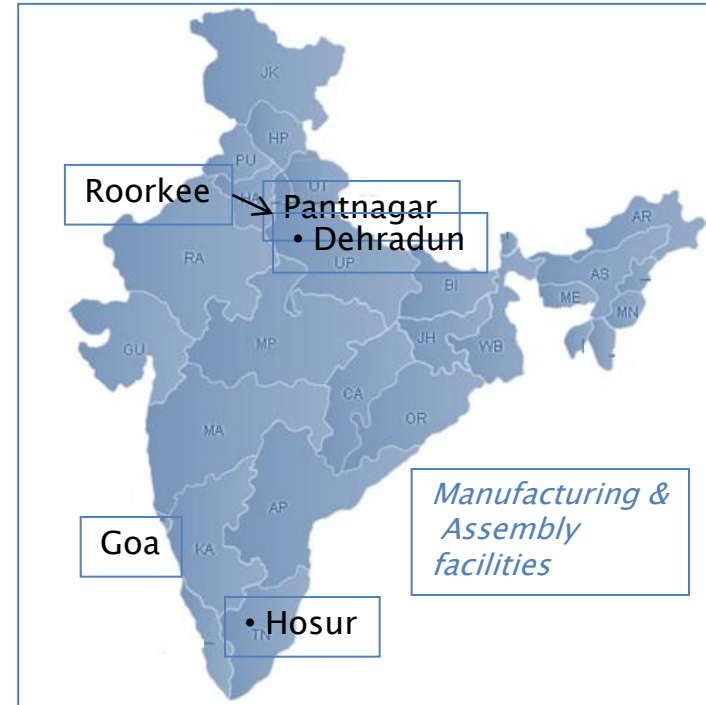 JK
HP
PU
UT
HA
Roorkee
Pantnagar
• Dehradun
RA
UP
BI
AR
AS
ME
MN
GU
MP
JH
WB
CA
OR
MA
Manufacturing &
Assembly
facilities
AP
Goa
KA
• Hosur
TN